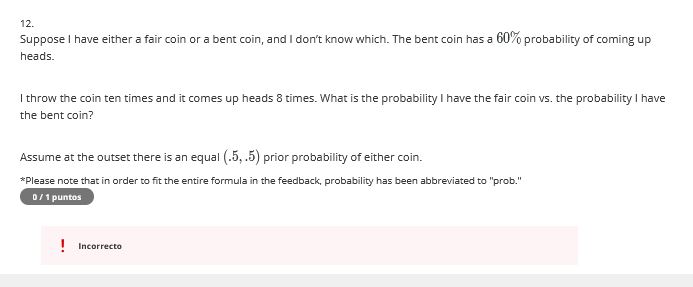 12.
Suppose I have either a fair coin or a bent coin, and I don't know which. The bent coin has a 60% probability of coming up
heads.
I throw the coin ten times and it comes up heads 8 times. What is the probability I have the fair coin vs. the probability I have
the bent coin?
Assume at the outset there is an equal (.5, .5) prior probability of either coin.
*Please note that in order to fit the entire formula in the feedback, probability has been abbreviated to "prob."
0 / 1 puntos
! Incorrecto